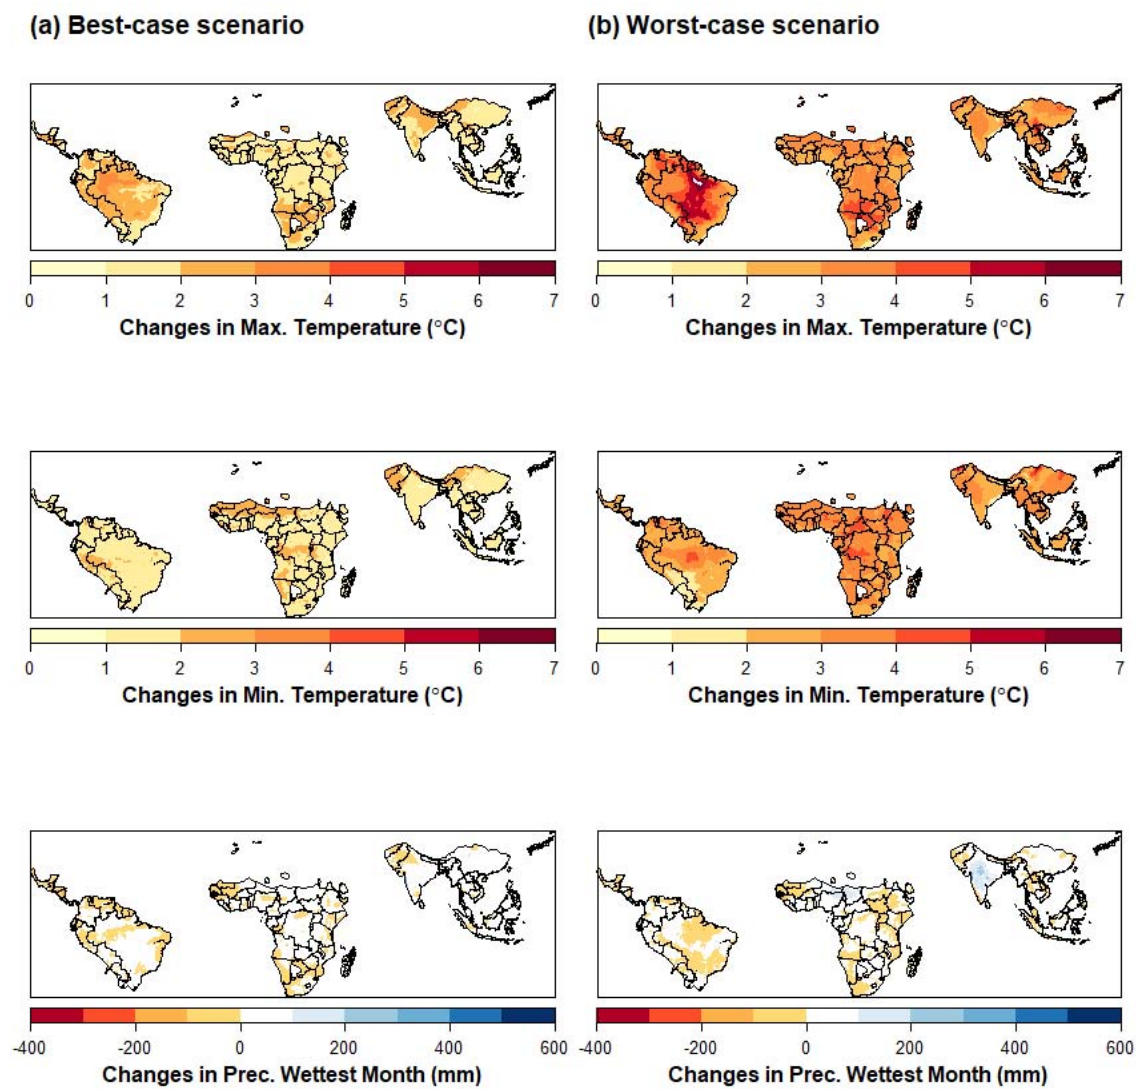 (a) Best-case scenario (b) Worst-case scenario
0 1 2 3 4 5 6 7 0 1 2 3 4 5 6 7
Changes in Max. Temperature (°C) Changes in Max. Temperature (°C)
0 1 2 3 4 5 6 7 0 1 2 3 4 5 6 7
Changes in Min. Temperature (°C) Changes in Min. Temperature (°C)
-400 -200 0 200 400 600 -400 -200 0 200 400 600
Changes in Prec. Wettest Month (mm) Changes in Prec. Wettest Month (mm)